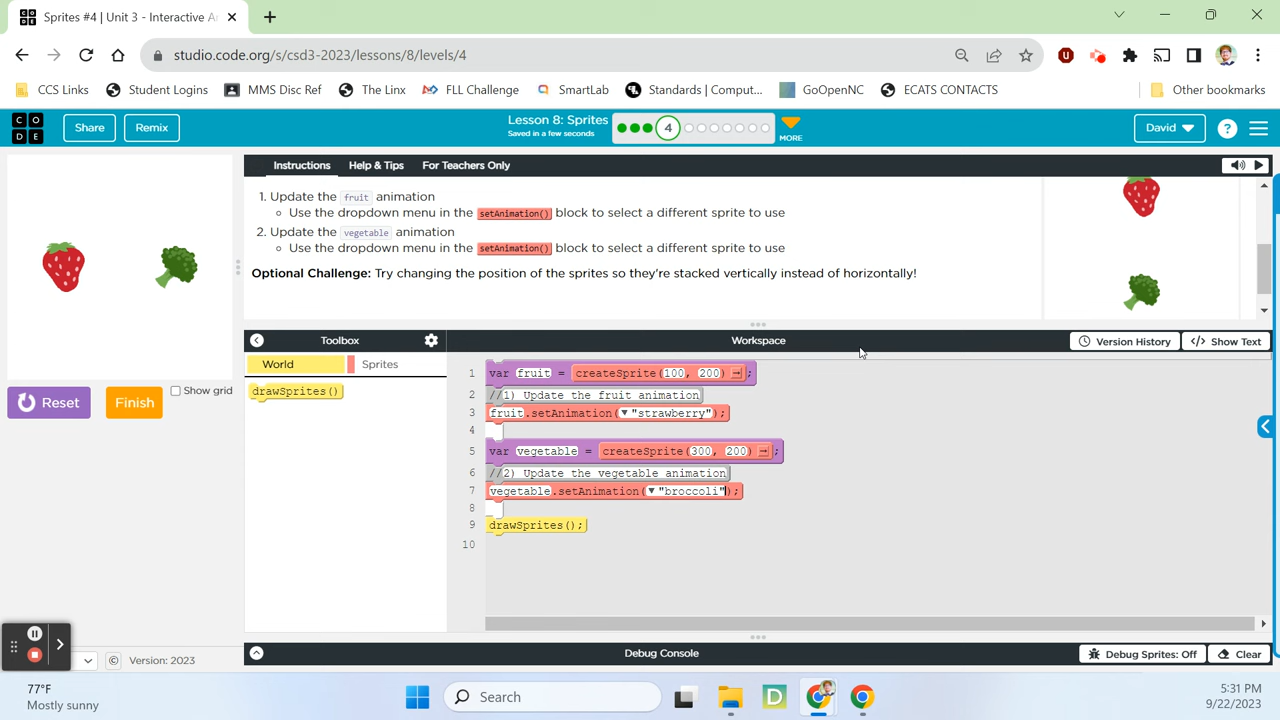 Sprites #4 | Unit 3 - Interactive A
studio.code.org/s/csd3-2023/lessons/8/levels/4
CCS Links
Student Logins
MMS Disc Ref
The Linx
FLL Challenge
SmartLab
Standards | Comput...
GoOpenNC
ECATS CONTACTS
Other bookmarks
C O D E
Share
Remix
Lesson 8: Sprites
Saved in a few seconds
4
MORE
David
?
Instructions
Help & Tips
For Teachers Only
1. Update the fruit animation
Use the dropdown menu in the setAnimation() block to select a different sprite to use
2. Update the vegetable animation
Use the dropdown menu in the setAnimation() block to select a different sprite to use
Optional Challenge: Try changing the position of the sprites so they're stacked vertically instead of horizontally!
Toolbox
Workspace
Version History
</> Show Text
World
Sprites
drawSprites()
Reset
Finish
Show grid
1 var fruit = createSprite(100, 200);
2 //1) Update the fruit animation
3 fruit.setAnimation("strawberry");
4
5 var vegetable = createSprite(300, 200);
6 //2) Update the vegetable animation
7 vegetable.setAnimation("broccoli");
8
9 drawSprites();
10
Debug Console
Debug Sprites: Off
Clear
© Version: 2023
77°F
Mostly sunny
Search
D
5:31 PM
9/22/2023